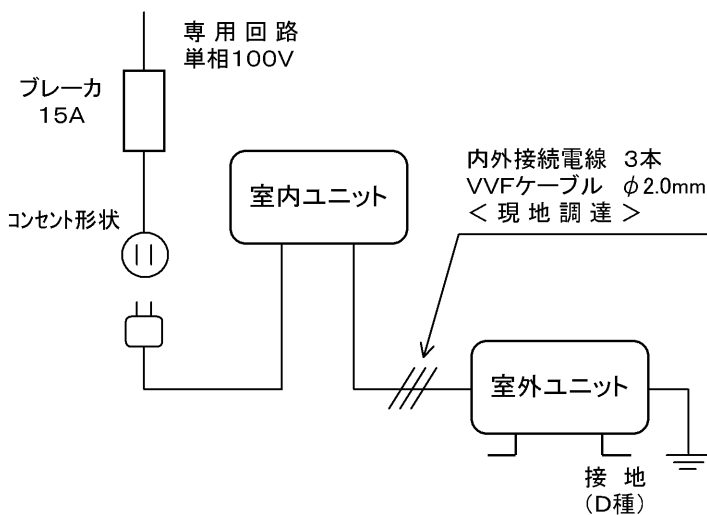 専用回路
単相100V
ブレーカ
15A
コンセント形状
室内ユニット
内外接続電線 3本
VVFケーブル φ2.0mm
＜現地調達＞
室外ユニット
接地
（D種）